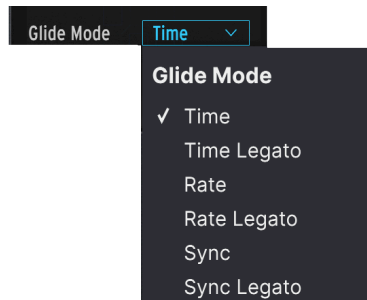 Glide Mode Time
Glide Mode
✓ Time
Time Legato
Rate
Rate Legato
Sync
Sync Legato